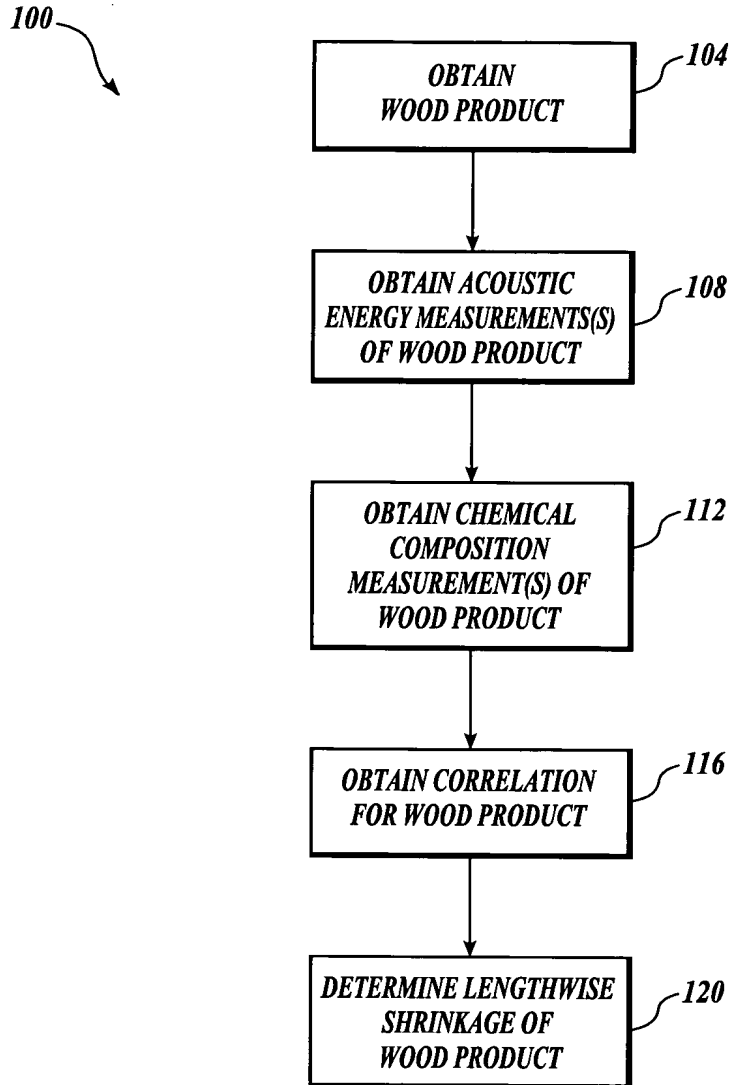 100
OBTAIN
WOOD PRODUCT
104
OBTAIN ACOUSTIC
ENERGY MEASUREMENTS(S)
OF WOOD PRODUCT
108
OBTAIN CHEMICAL
COMPOSITION
MEASUREMENT(S) OF
WOOD PRODUCT
112
OBTAIN CORRELATION
FOR WOOD PRODUCT
116
DETERMINE LENGTHWISE
SHRINKAGE OF
WOOD PRODUCT
120